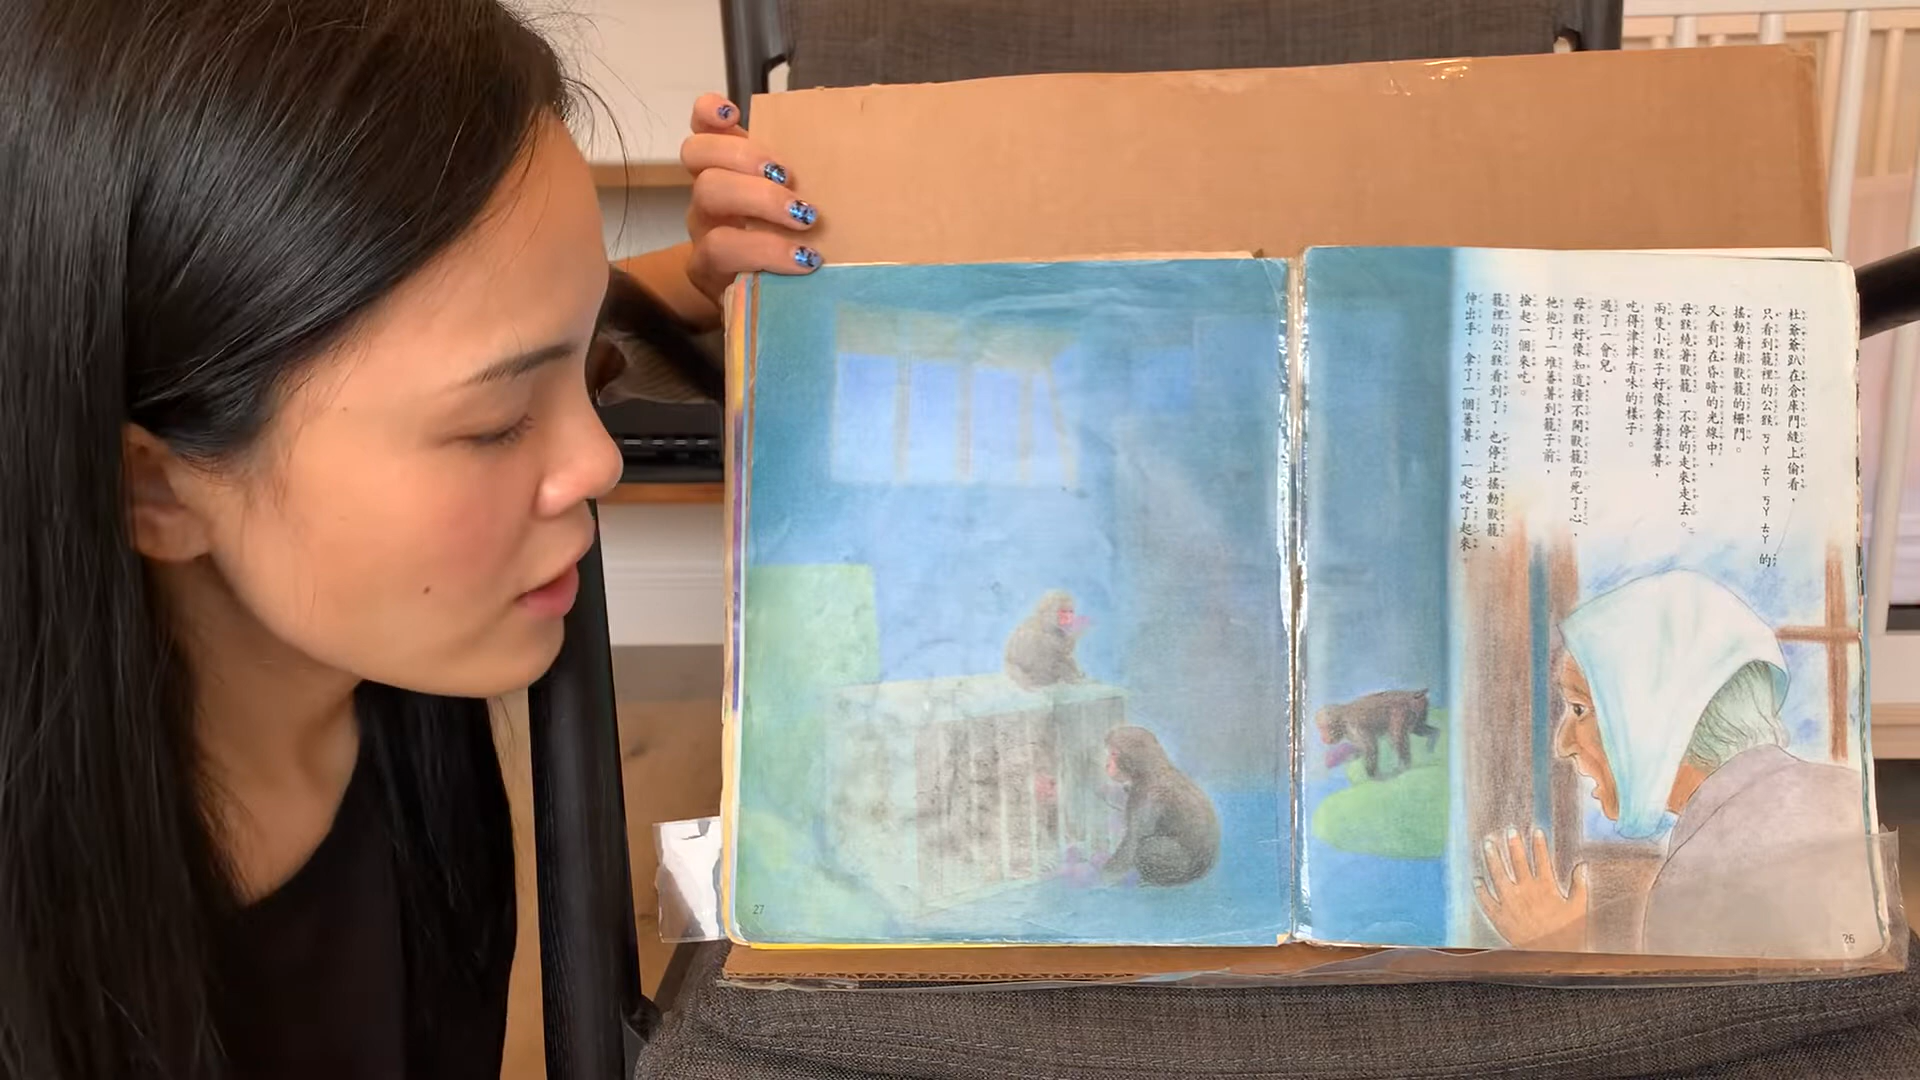 杜爺爺趴在倉庫門縫上偷看，
只看到籠裡的公猴ㄎㄚ ㄊㄚ ㄎㄚ ㄊㄚ的
搖動著捕獸籠的柵門。
又看到在昏暗的光線中，
母猴繞著獸籠，不停的走來走去。
兩隻小猴子好像拿著蕃薯，
吃得津津有味的樣子。
過了一會兒，
母猴好像知道撞不開獸籠而死了心，
牠抱了一堆蕃薯到籠子前，
撿起一個來吃。
籠裡的公猴看到了，也停止搖動獸籠，
伸出手，拿了一個蕃薯，一起吃了起來
26
27